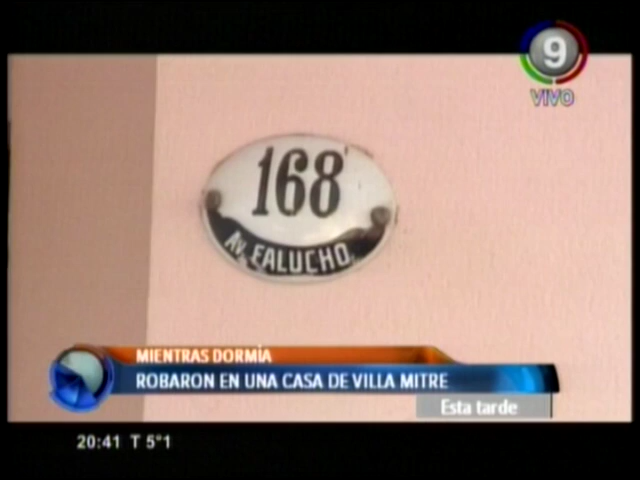 9
VIVO
168
AV. FALUCHO
MIENTRAS DORMÍA
ROBARON EN UNA CASA DE VILLA MITRE
Esta tarde
20:41 T 5°1